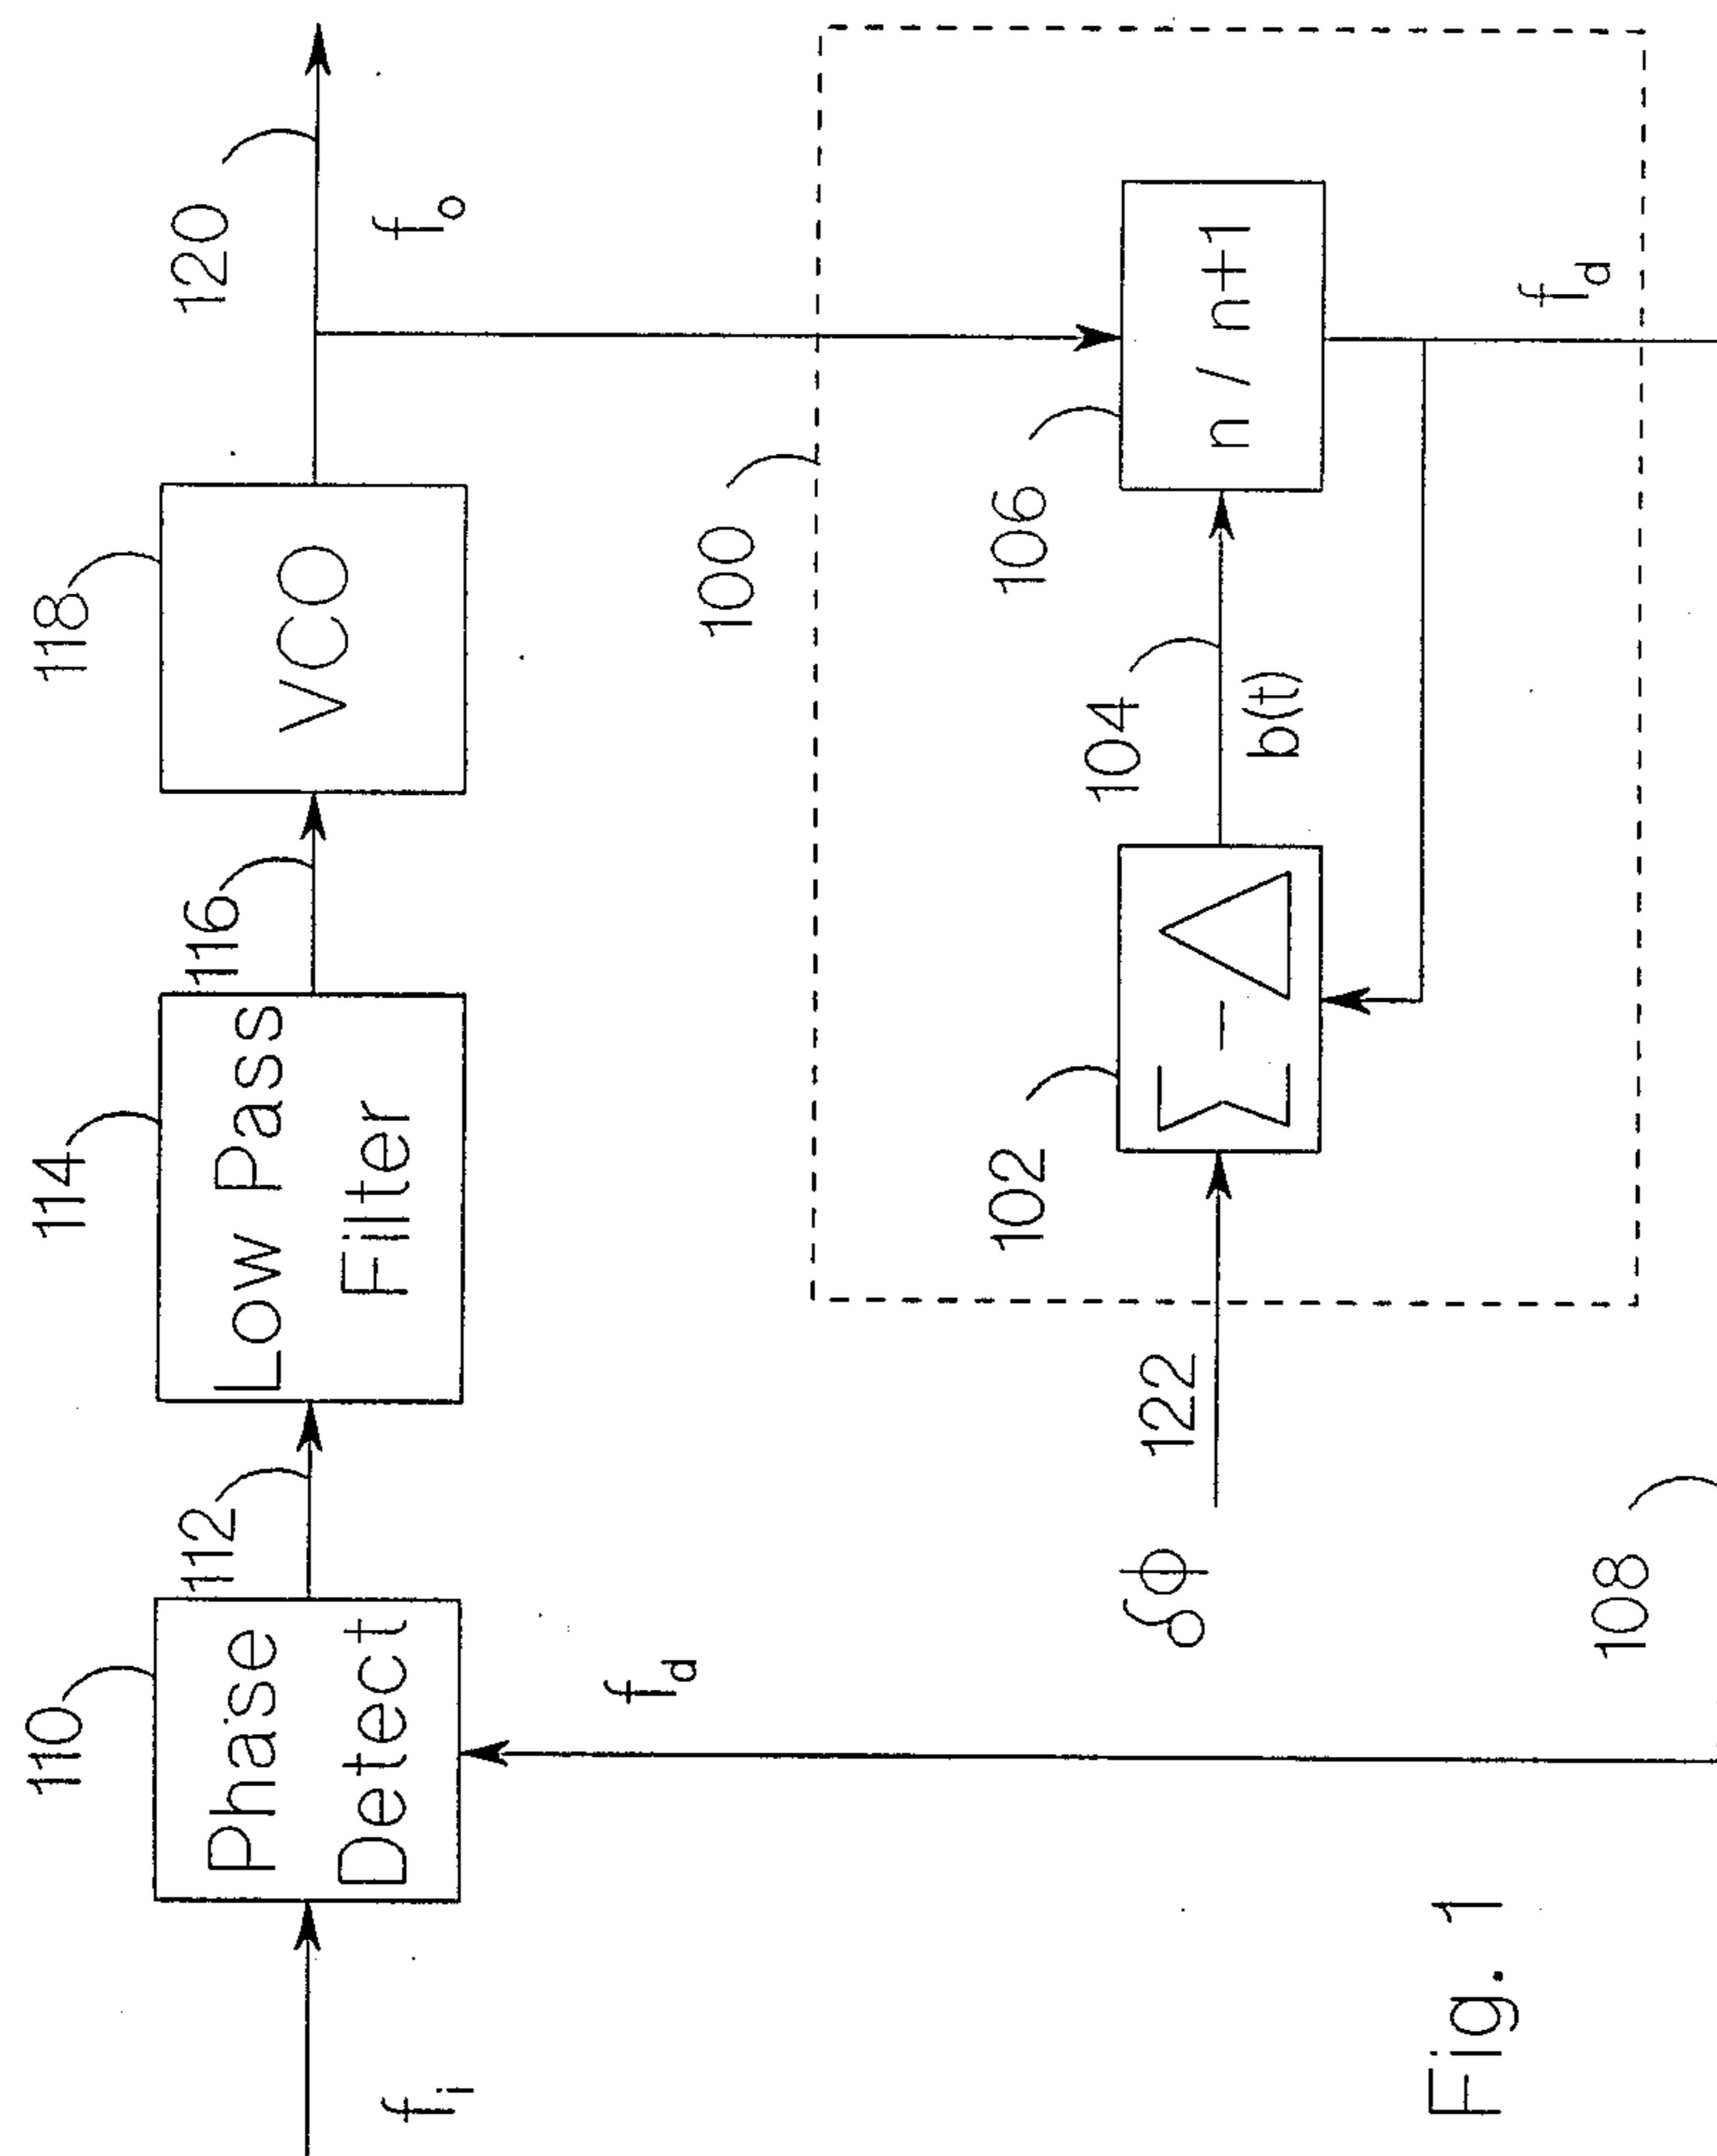 110
114
118
120
112
116
Phase
Detect
Low Pass
Filter
VCO
f_i
f_o
f_d
100
102
104
106
δϕ
122
Σ-Δ
b(t)
n / n+1
f_d
108
Fig. 1